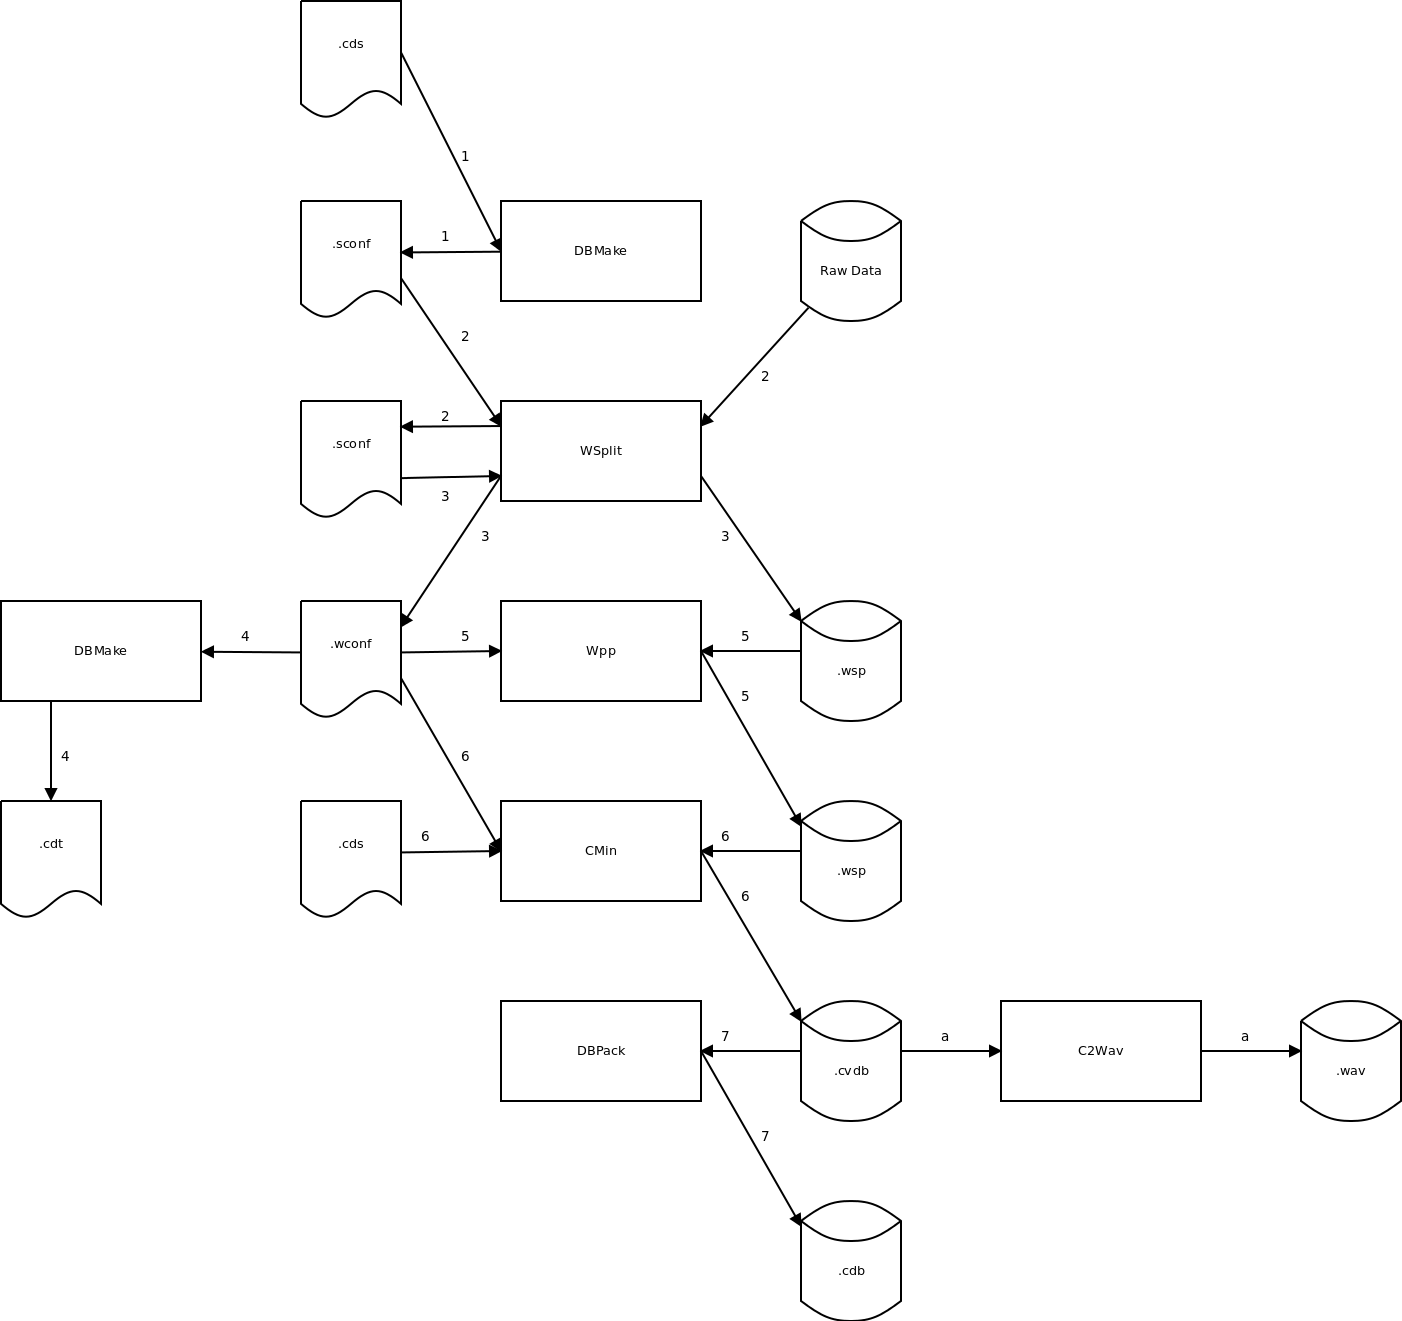 .cds
1
.sconf
1
DBMake
Raw Data
2
2
.sconf
2
WSplit
3
3
3
DBMake
4
.wconf
5
Wpp
5
.wsp
5
4
6
.cdt
.cds
6
CMin
6
.wsp
6
DBPack
7
.cvdb
a
C2Wav
a
.wav
7
.cdb